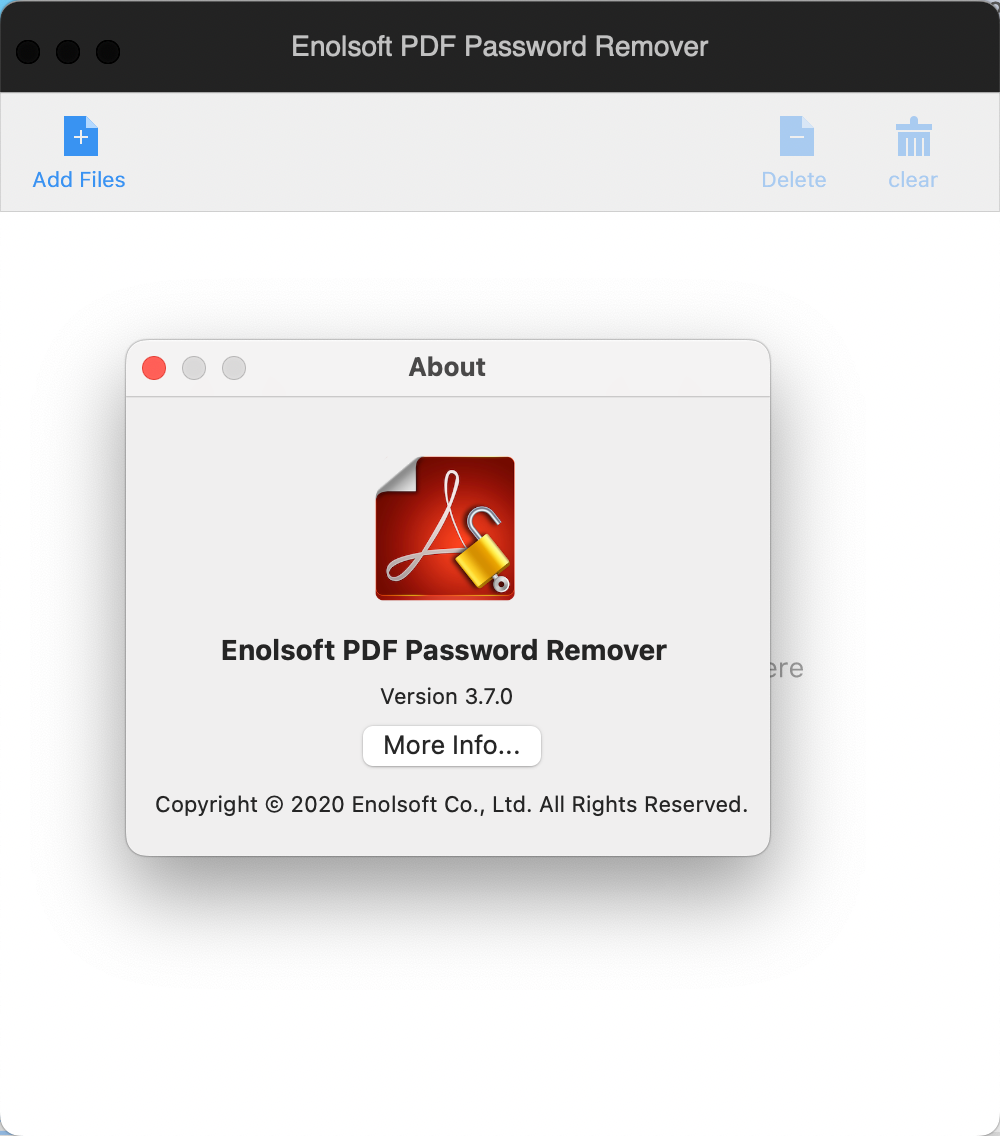 Enolsoft PDF Password Remover
Add Files
Delete
clear
About
Enolsoft PDF Password Remover
Version 3.7.0
More Info...
Copyright © 2020 Enolsoft Co., Ltd. All Rights Reserved.